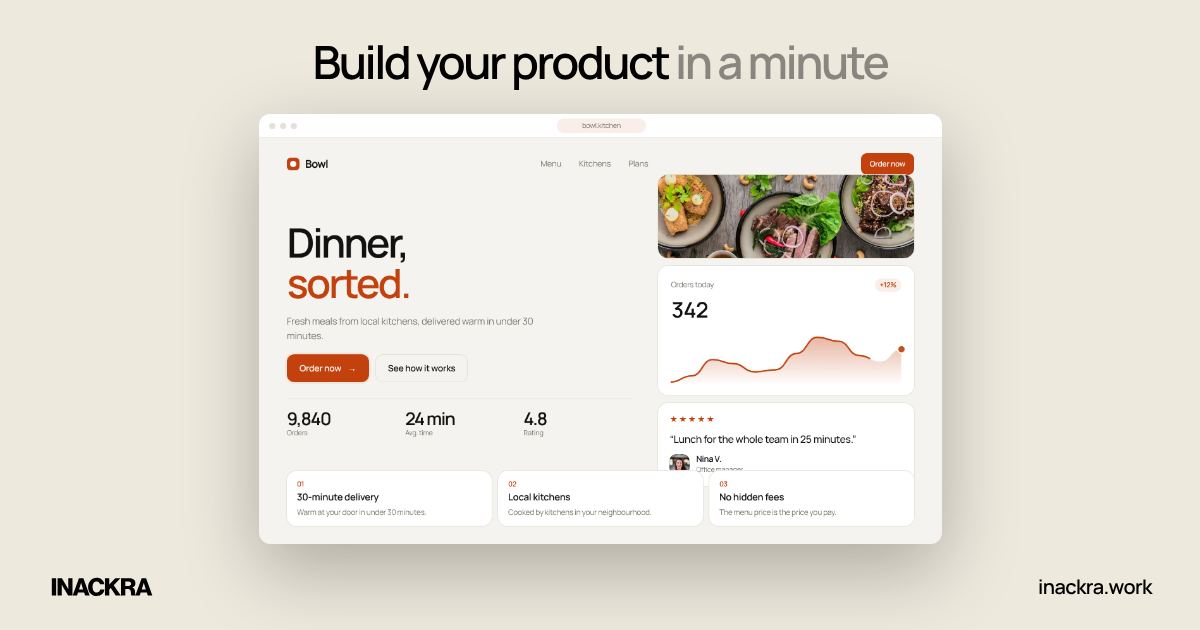 Build your product in a minute
bowl.kitchen
Bowl
Menu Kitchens Plans
Order now
Dinner,
sorted.
Fresh meals from local kitchens, delivered warm in under 30
minutes.
Order now →
See how it works
9,840
Orders
24 min
Avg. time
4.8
Rating
Orders today
+12%
342
★★★★★
“Lunch for the whole team in 25 minutes.”
Nina V.
Office manager
01
30-minute delivery
Warm at your door in under 30 minutes.
02
Local kitchens
Cooked by kitchens in your neighbourhood.
03
No hidden fees
The menu price is the price you pay.
INACKRA
inackra.work